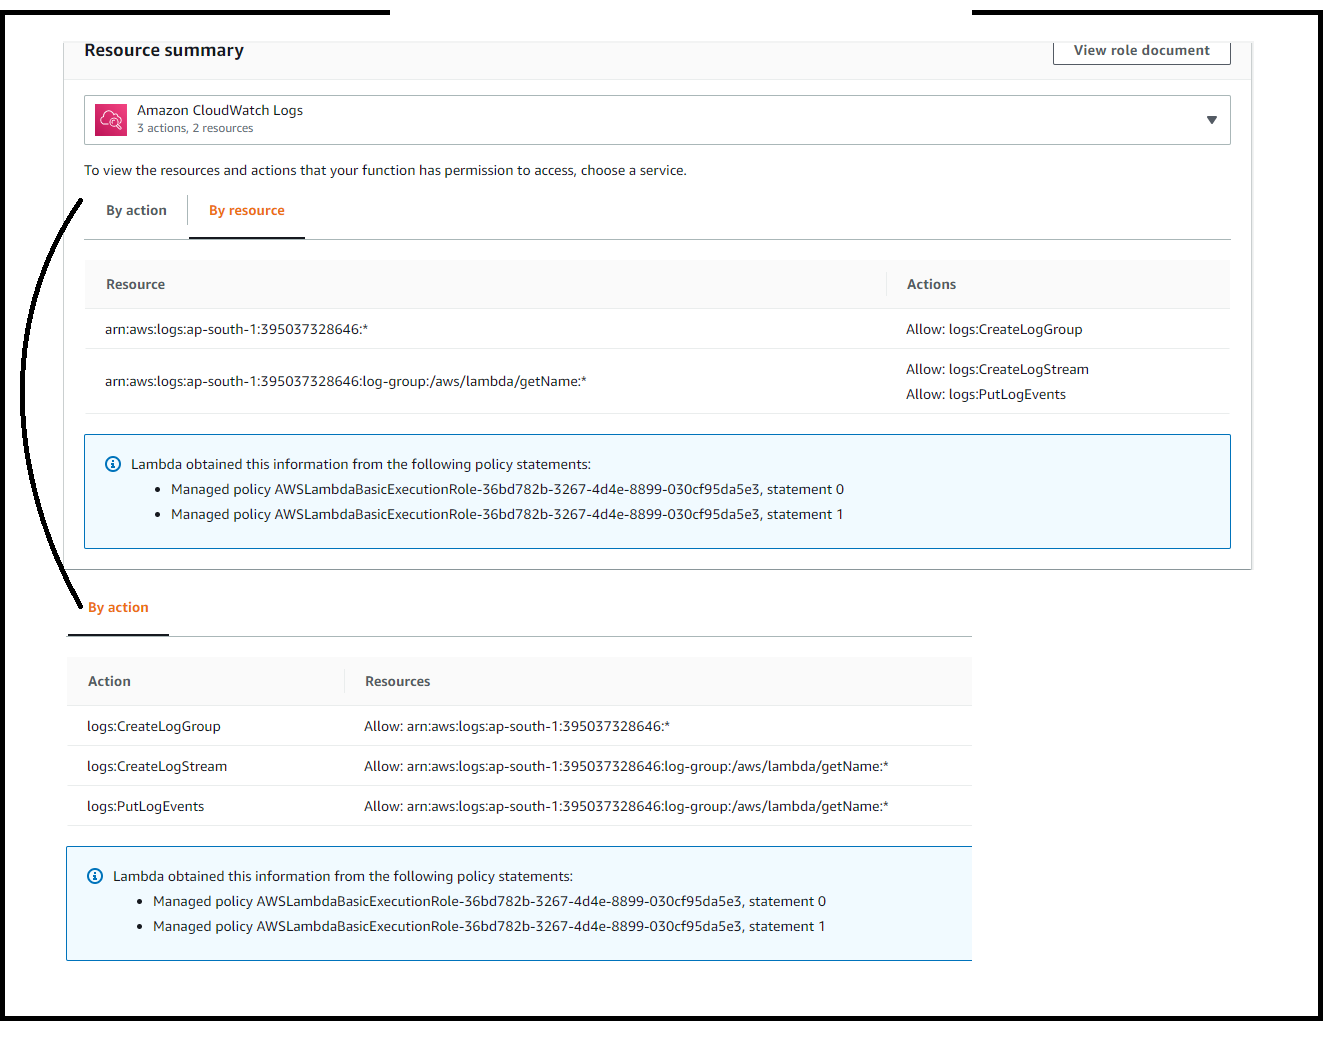 Resource summary
View role document
Amazon CloudWatch Logs
3 actions, 2 resources
To view the resources and actions that your function has permission to access, choose a service.
By action
By resource
Resource
Actions
arn:aws:logs:ap-south-1:395037328646:*
Allow: logs:CreateLogGroup
arn:aws:logs:ap-south-1:395037328646:log-group:/aws/lambda/getName:*
Allow: logs:CreateLogStream
Allow: logs:PutLogEvents
Lambda obtained this information from the following policy statements:
• Managed policy AWSLambdaBasicExecutionRole-36bd782b-3267-4d4e-8899-030cf95da5e3, statement 0
• Managed policy AWSLambdaBasicExecutionRole-36bd782b-3267-4d4e-8899-030cf95da5e3, statement 1
By action
Action
Resources
logs:CreateLogGroup
Allow: arn:aws:logs:ap-south-1:395037328646:*
logs:CreateLogStream
Allow: arn:aws:logs:ap-south-1:395037328646:log-group:/aws/lambda/getName:*
logs:PutLogEvents
Allow: arn:aws:logs:ap-south-1:395037328646:log-group:/aws/lambda/getName:*
Lambda obtained this information from the following policy statements:
• Managed policy AWSLambdaBasicExecutionRole-36bd782b-3267-4d4e-8899-030cf95da5e3, statement 0
• Managed policy AWSLambdaBasicExecutionRole-36bd782b-3267-4d4e-8899-030cf95da5e3, statement 1